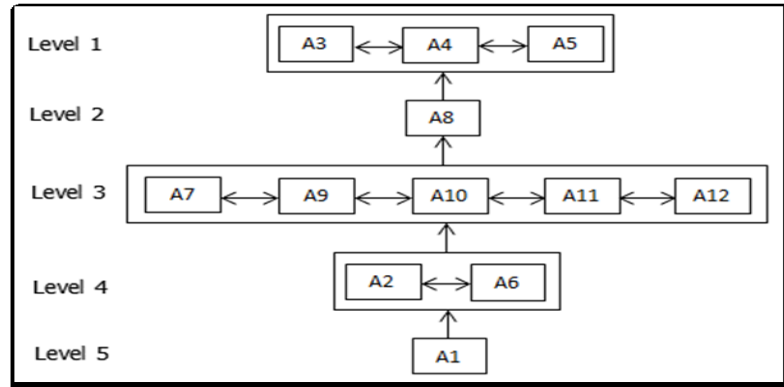 Level 1 A3 A4 A5
Level 2 A8
Level 3 A7 A9 A10 A11 A12
Level 4 A2 A6
Level 5 A1